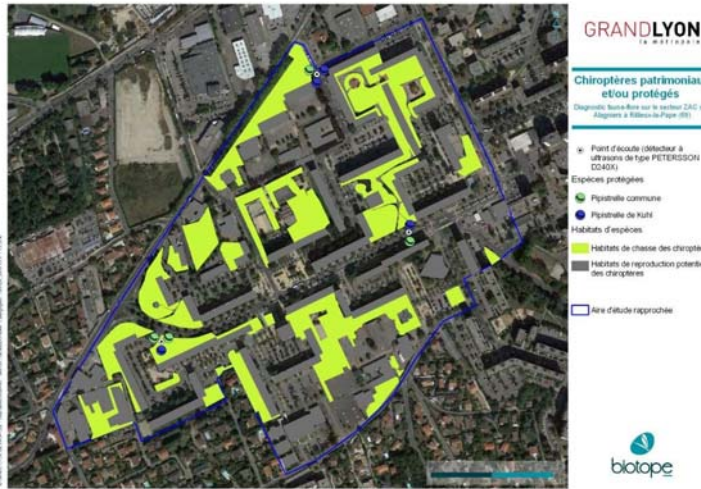 GRANDLYON
la métropole
Chiroptères patrimoniaux
et/ou protégés
Diagnostic faune-flore sur le secteur ZAC
Alagniers à Rillieux-la-Pape (69)
Point d'écoute (détecteur à
ultrasons de type PETERSSON
D240X)
Espèces protégées
Pipistrelle commune
Pipistrelle de Kuhl
Habitats d'espèces
Habitats de chasse des chiroptè
Habitats de reproduction potentie
des chiroptères
Aire d'étude rapprochée
biotope